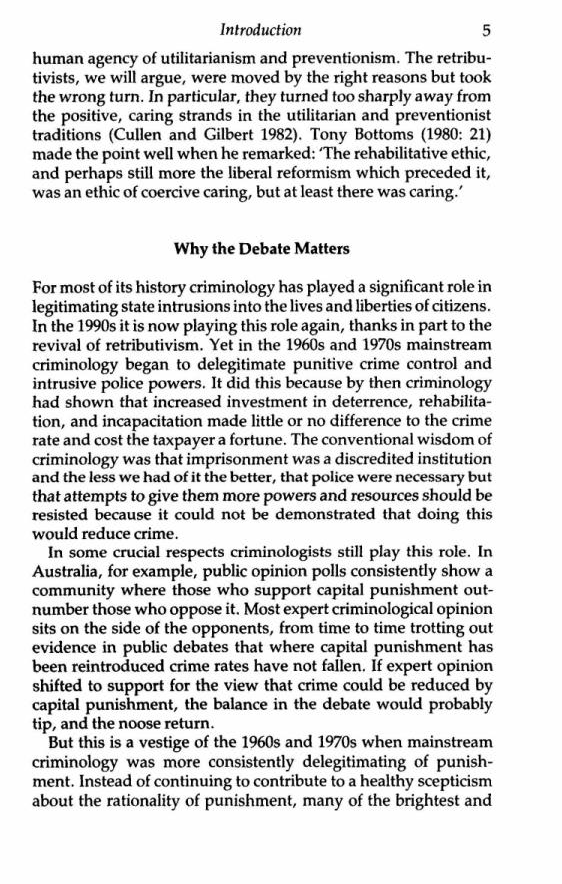 Introduction 5
human agency of utilitarianism and preventionism. The retribu-
tivists, we will argue, were moved by the right reasons but took
the wrong turn. In particular, they turned too sharply away from
the positive, caring strands in the utilitarian and preventionist
traditions (Cullen and Gilbert 1982). Tony Bottoms (1980: 21)
made the point well when he remarked: 'The rehabilitative ethic,
and perhaps still more the liberal reformism which preceded it,
was an ethic of coercive caring, but at least there was caring.'
Why the Debate Matters
For most of its history criminology has played a significant role in
legitimating state intrusions into the lives and liberties of citizens.
In the 1990s it is now playing this role again, thanks in part to the
revival of retributivism. Yet in the 1960s and 1970s mainstream
criminology began to delegitimate punitive crime control and
intrusive police powers. It did this because by then criminology
had shown that increased investment in deterrence, rehabilita-
tion, and incapacitation made little or no difference to the crime
rate and cost the taxpayer a fortune. The conventional wisdom of
criminology was that imprisonment was a discredited institution
and the less we had of it the better, that police were necessary but
that attempts to give them more powers and resources should be
resisted because it could not be demonstrated that doing this
would reduce crime.
In some crucial respects criminologists still play this role. In
Australia, for example, public opinion polls consistently show a
community where those who support capital punishment out-
number those who oppose it. Most expert criminological opinion
sits on the side of the opponents, from time to time trotting out
evidence in public debates that where capital punishment has
been reintroduced crime rates have not fallen. If expert opinion
shifted to support for the view that crime could be reduced by
capital punishment, the balance in the debate would probably
tip, and the noose return.
But this is a vestige of the 1960s and 1970s when mainstream
criminology was more consistently delegitimating of punish-
ment. Instead of continuing to contribute to a healthy scepticism
about the rationality of punishment, many of the brightest and